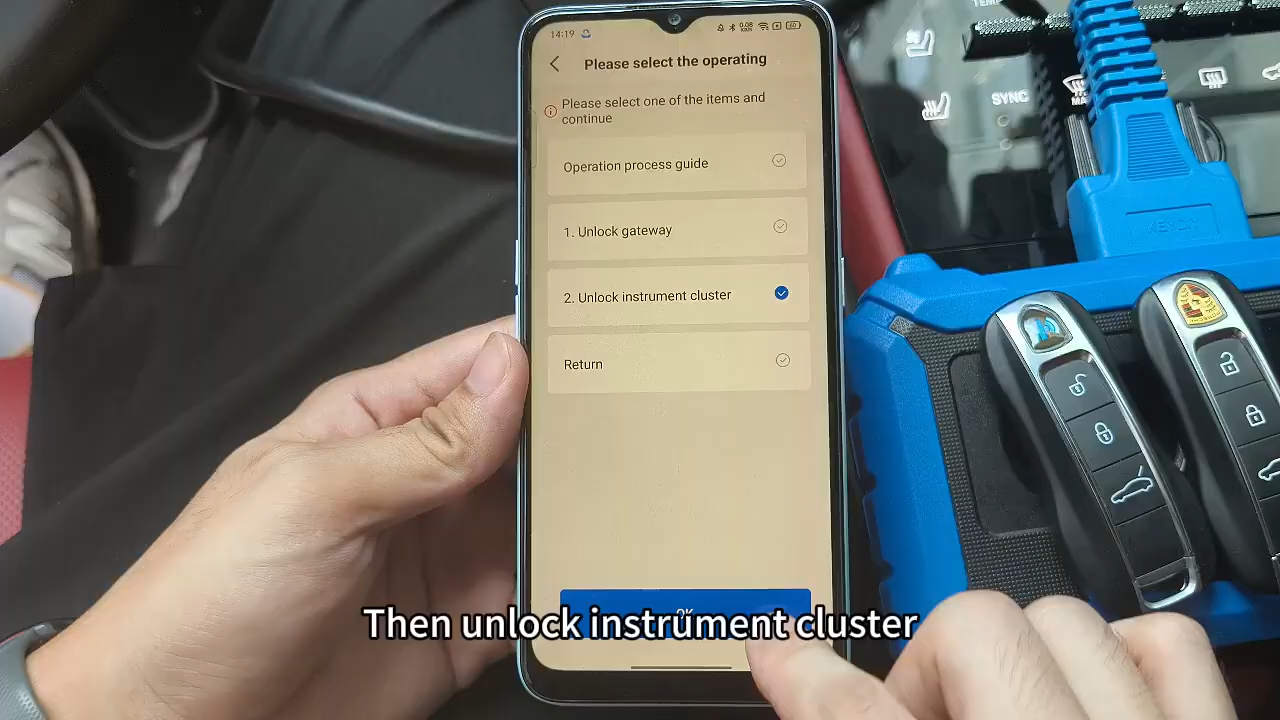 14:19
Please select the operating
Please select one of the items and
continue
Operation process guide
1. Unlock gateway
2. Unlock instrument cluster
Return
OK
Then unlock instrument cluster
SYNC